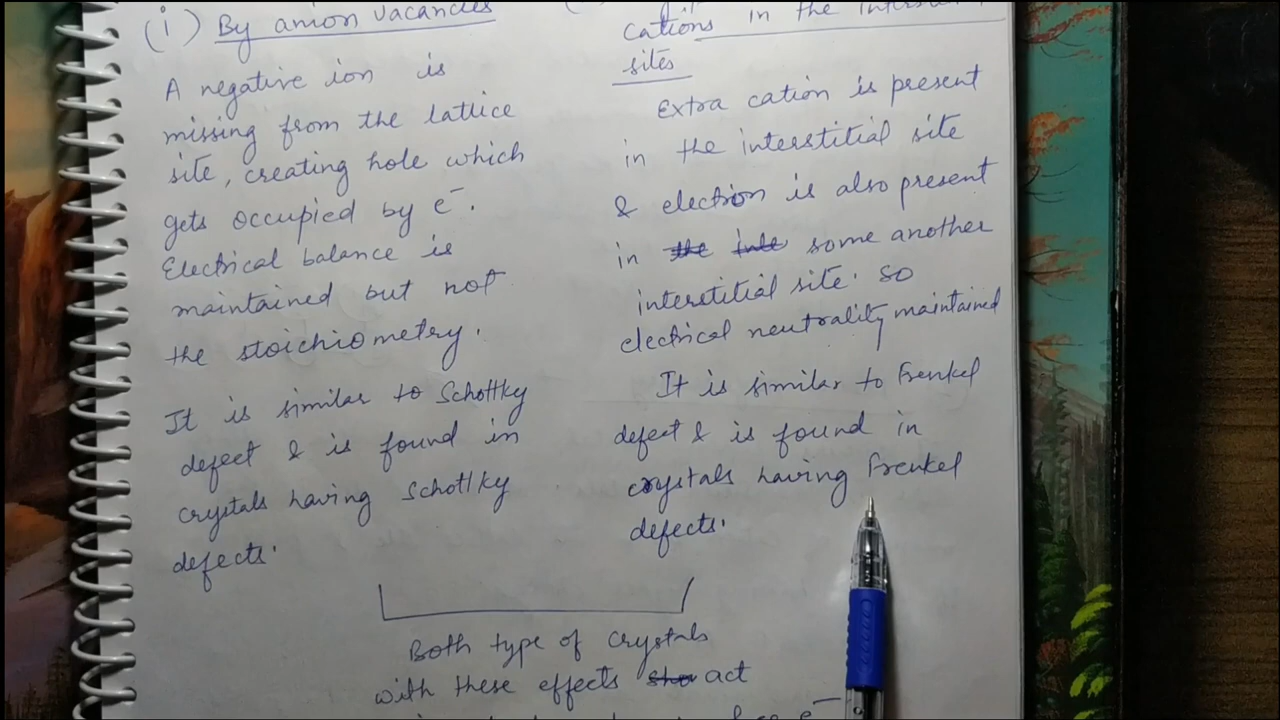 (i) By anion vacancies
A negative ion is
missing from the lattice
site, creating hole which
gets occupied by e⁻.
Electrical balance is
maintained but not
the stoichiometry.
It is similar to Schottky
defect & is found in
crystals having Schottky
defects.
cations in the
sites
Extra cation is present
in the interstitial site
& election is also present
in the inte some another
interstitial site. so
electrical neutrality maintained
It is similar to Frenkel
defect & is found in
crystals having Frenkel
defects.
Both type of crystals
with these effects sho act
e⁻